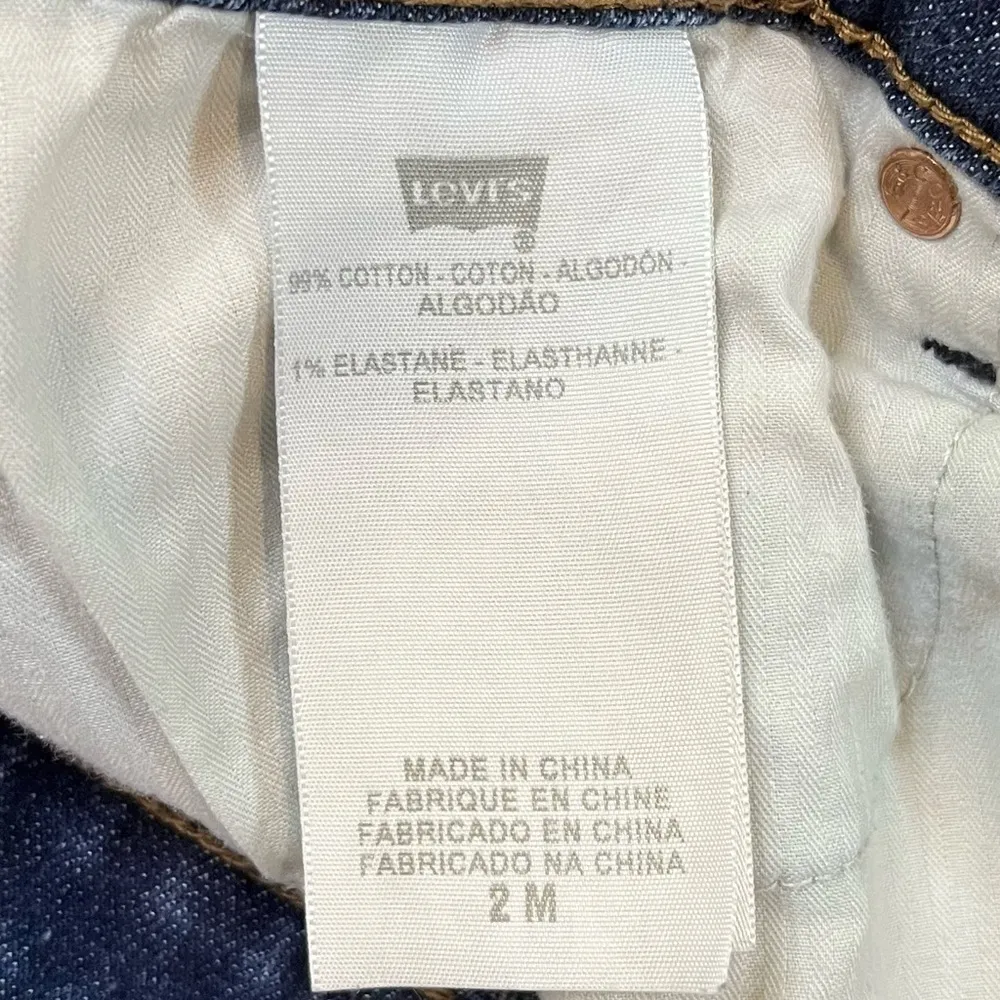 LEVI'S
®
99% COTTON - COTON - ALGODÓN -
ALGODÃO
1% ELASTANE - ELASTHANNE -
ELASTANO
MADE IN CHINA
FABRIQUE EN CHINE
FABRICADO EN CHINA
FABRICADO NA CHINA
2 M